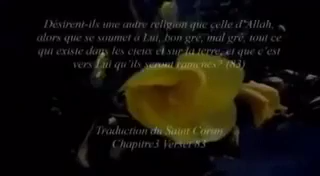 Désirent-ils une autre religion que celle d'Allah,
alors que se soumet à Lui, bon gré, mal gré, tout ce
qui existe dans les cieux et sur la terre, et que c'est
vers Lui qu'ils seront ramenés? (83)
Traduction du Saint Coran
Chapitre3 Verset 83